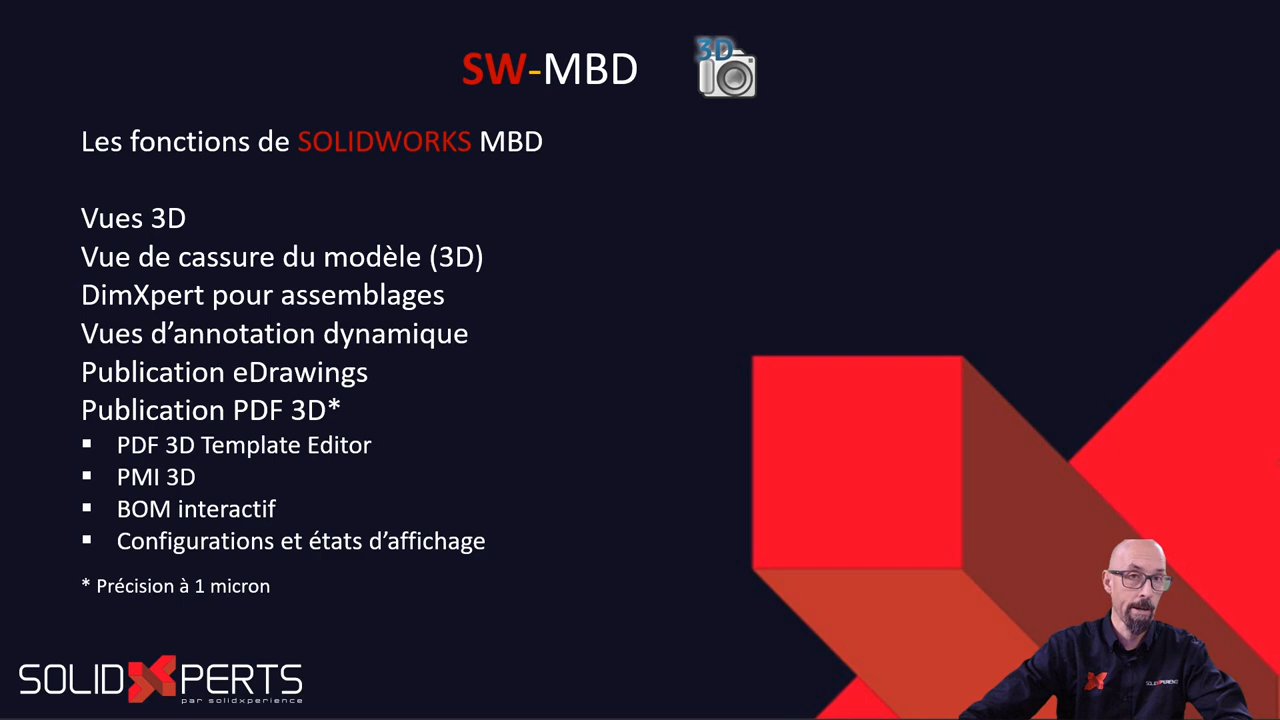 SW-MBD
3D
Les fonctions de SOLIDWORKS MBD
Vues 3D
Vue de cassure du modèle (3D)
DimXpert pour assemblages
Vues d’annotation dynamique
Publication eDrawings
Publication PDF 3D*
▪ PDF 3D Template Editor
▪ PMI 3D
▪ BOM interactif
▪ Configurations et états d’affichage
* Précision à 1 micron
SOLIDXPERTS
par solidxperience